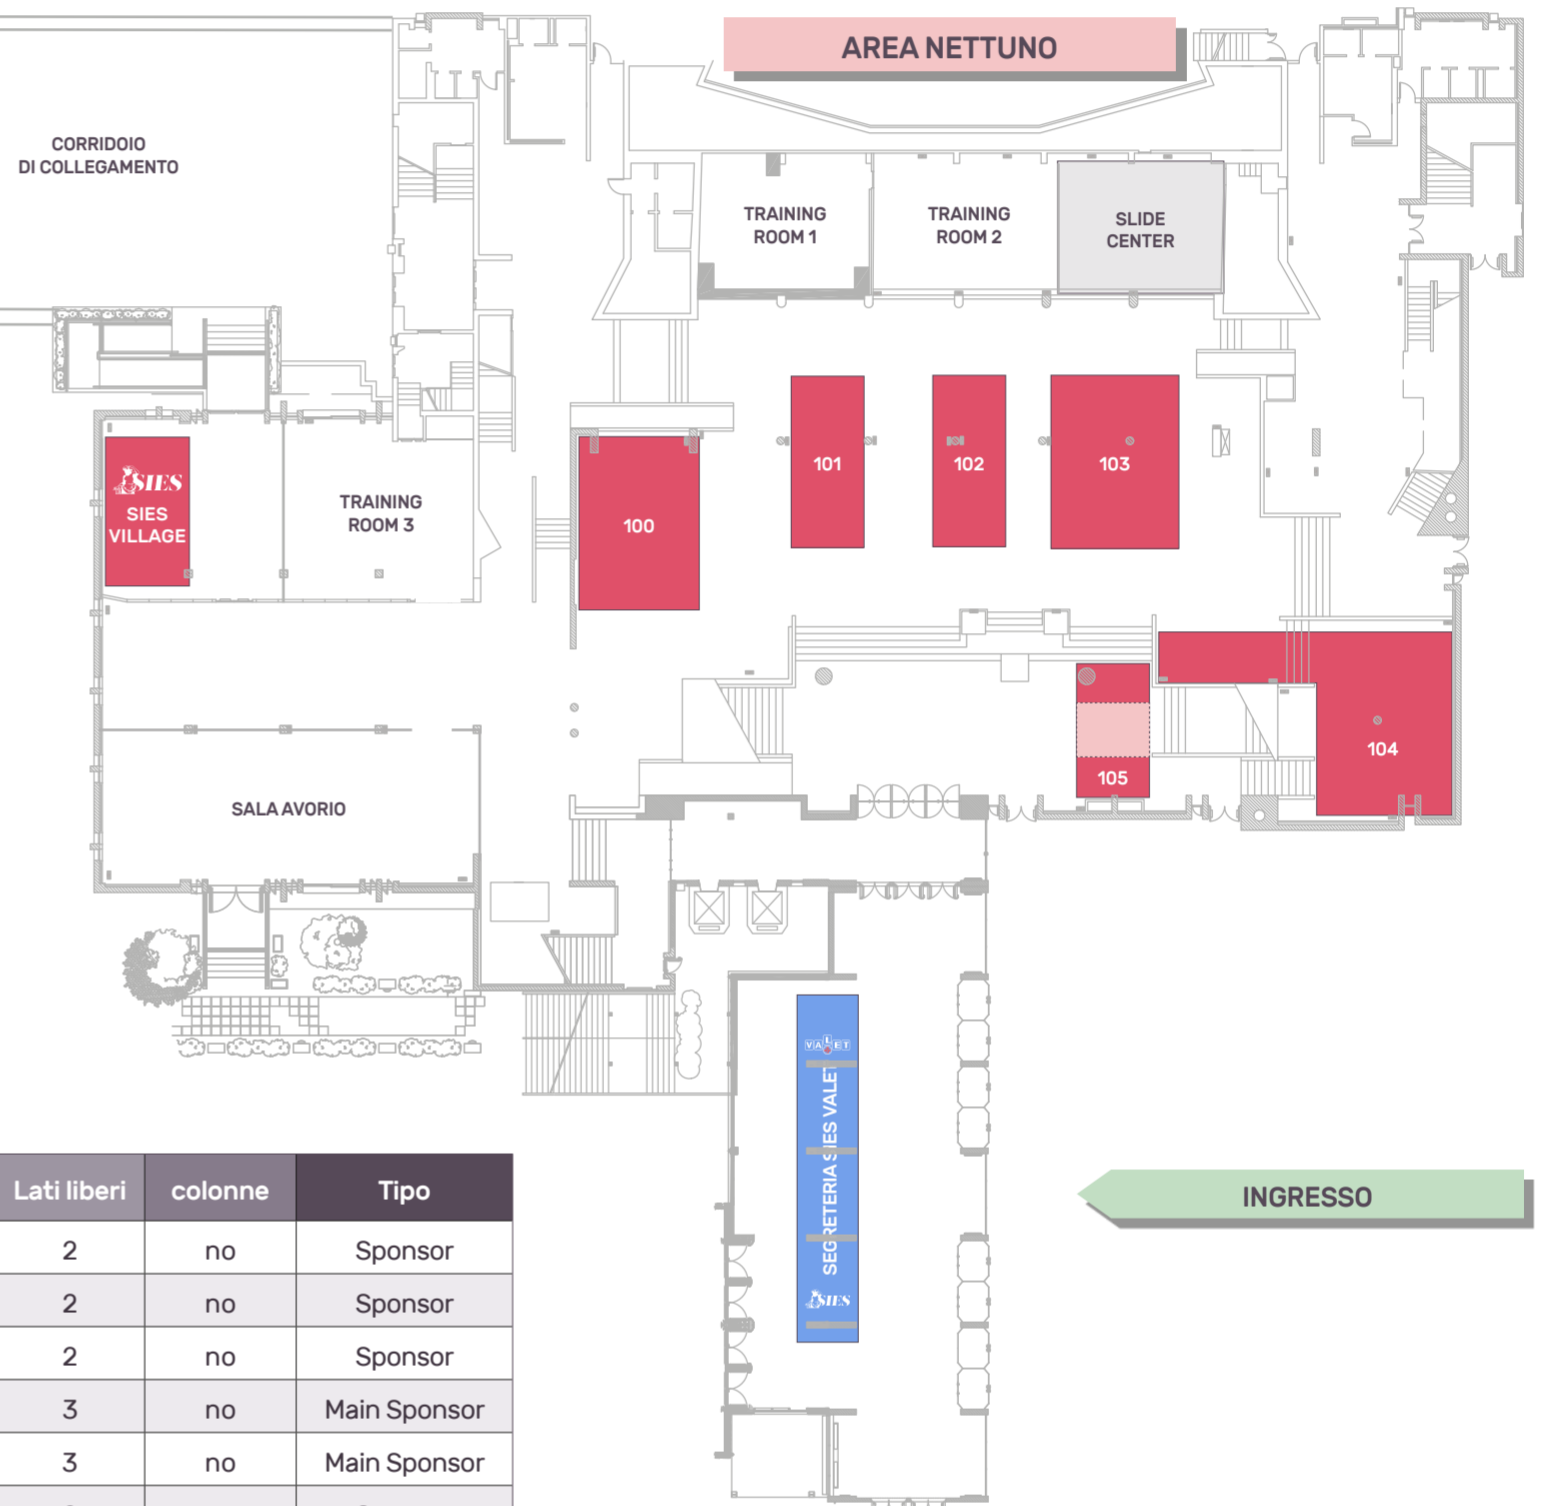 AREA NETTUNO
CORRIDOIO
DI COLLEGAMENTO
TRAINING
ROOM 1
TRAINING
ROOM 2
SLIDE
CENTER
SIES
SIES
VILLAGE
TRAINING
ROOM 3
100
101
102
103
104
105
SALA AVORIO
VALET
SEGRETERIA SIES VALET
SIES
INGRESSO
Lati liberi colonne Tipo
2 no Sponsor
2 no Sponsor
2 no Sponsor
3 no Main Sponsor
3 no Main Sponsor